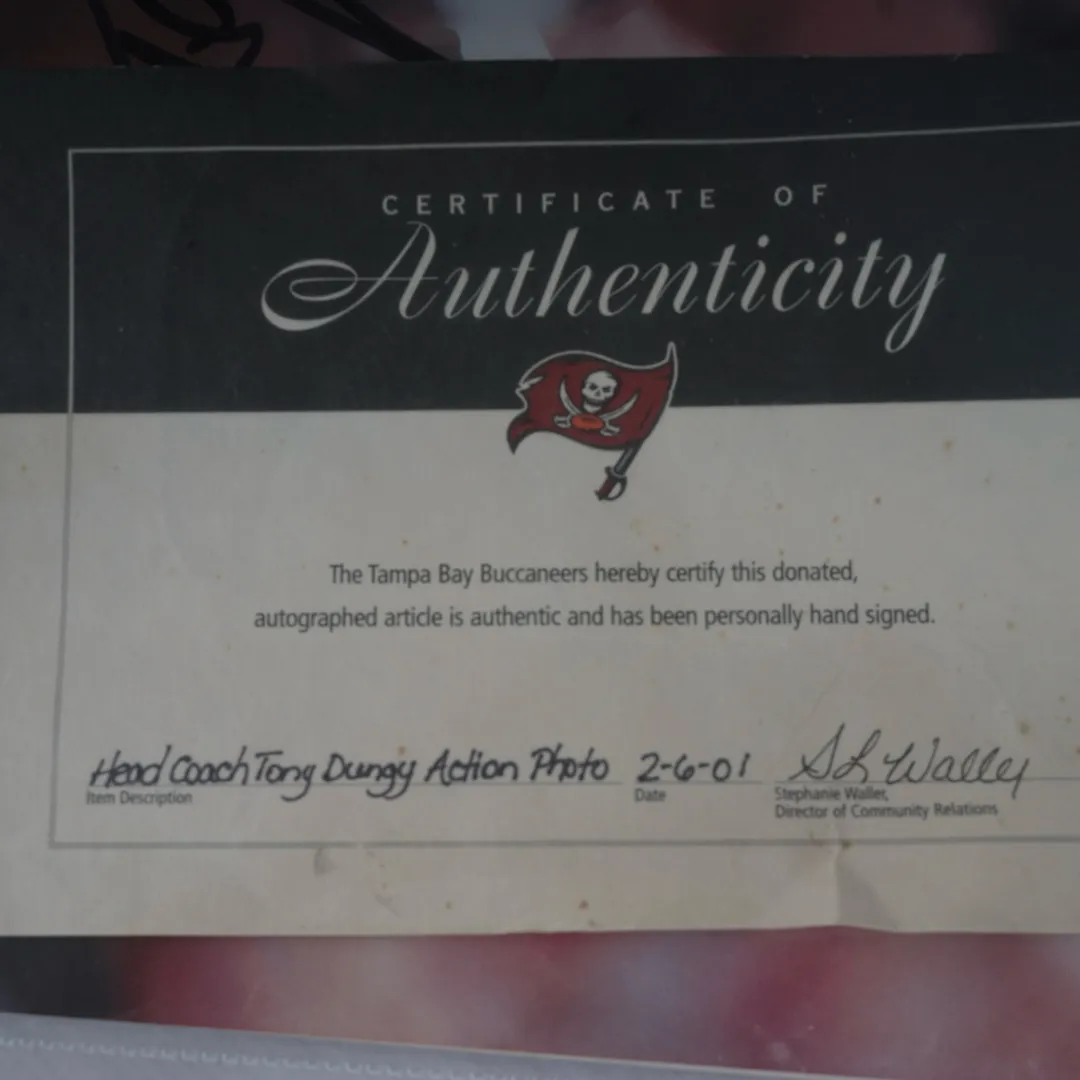 CERTIFICATE OF
Authenticity
The Tampa Bay Buccaneers hereby certify this donated,
autographed article is authentic and has been personally hand signed.
Head Coach Tony Dungy Action Photo 2-6-01 SL Waller
Item Description Date Stephanie Waller,
Director of Community Relations